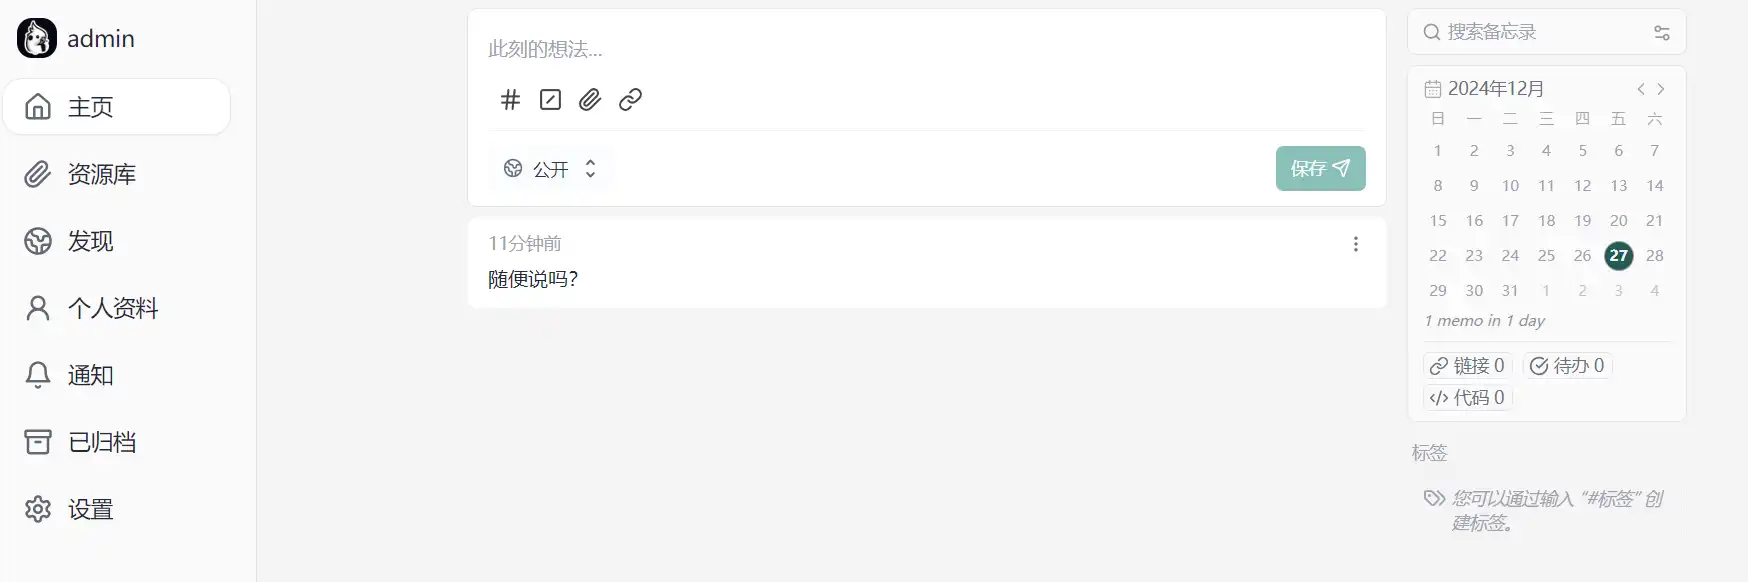 admin
主页
资源库
发现
个人资料
通知
已归档
设置
此刻的想法...
公开
保存
11分钟前
随便说吗?
搜索备忘录
2024年12月
日 一 二 三 四 五 六
1 2 3 4 5 6 7
8 9 10 11 12 13 14
15 16 17 18 19 20 21
22 23 24 25 26 27 28
29 30 31 1 2 3 4
1 memo in 1 day
链接 0 待办 0
代码 0
标签
您可以通过输入 “#标签” 创
建标签。